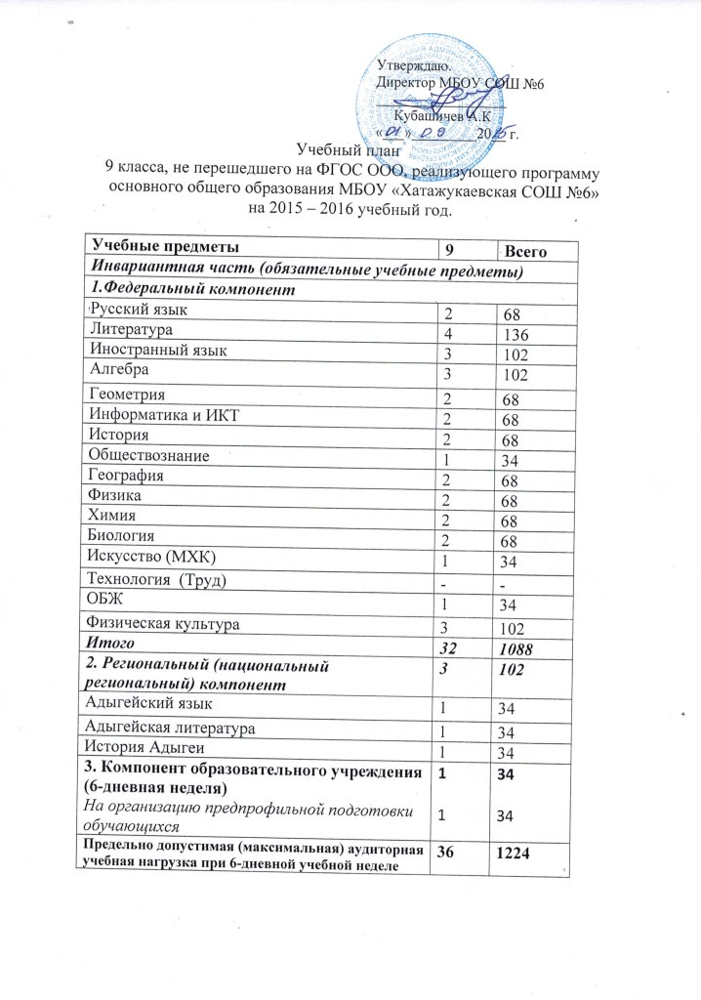 Утверждаю.
Директор МБОУ СОШ №6
Кубашичев А.К
«01» 09 2015 г.
Учебный план
9 класса, не перешедшего на ФГОС ООО, реализующего программу
основного общего образования МБОУ «Хатажукаевская СОШ №6»
на 2015 – 2016 учебный год.
Учебные предметы 9 Всего
Инвариантная часть (обязательные учебные предметы)
1.Федеральный компонент
Русский язык 2 68
Литература 4 136
Иностранный язык 3 102
Алгебра 3 102
Геометрия 2 68
Информатика и ИКТ 2 68
История 2 68
Обществознание 1 34
География 2 68
Физика 2 68
Химия 2 68
Биология 2 68
Искусство (МХК) 1 34
Технология (Труд) - -
ОБЖ 1 34
Физическая культура 3 102
Итого 32 1088
2. Региональный (национальный 3 102
региональный) компонент
Адыгейский язык 1 34
Адыгейская литература 1 34
История Адыгеи 1 34
3. Компонент образовательного учреждения 1 34
(6-дневная неделя)
На организацию предпрофильной подготовки 1 34
обучающихся
Предельно допустимая (максимальная) аудиторная 36 1224
учебная нагрузка при 6-дневной учебной неделе